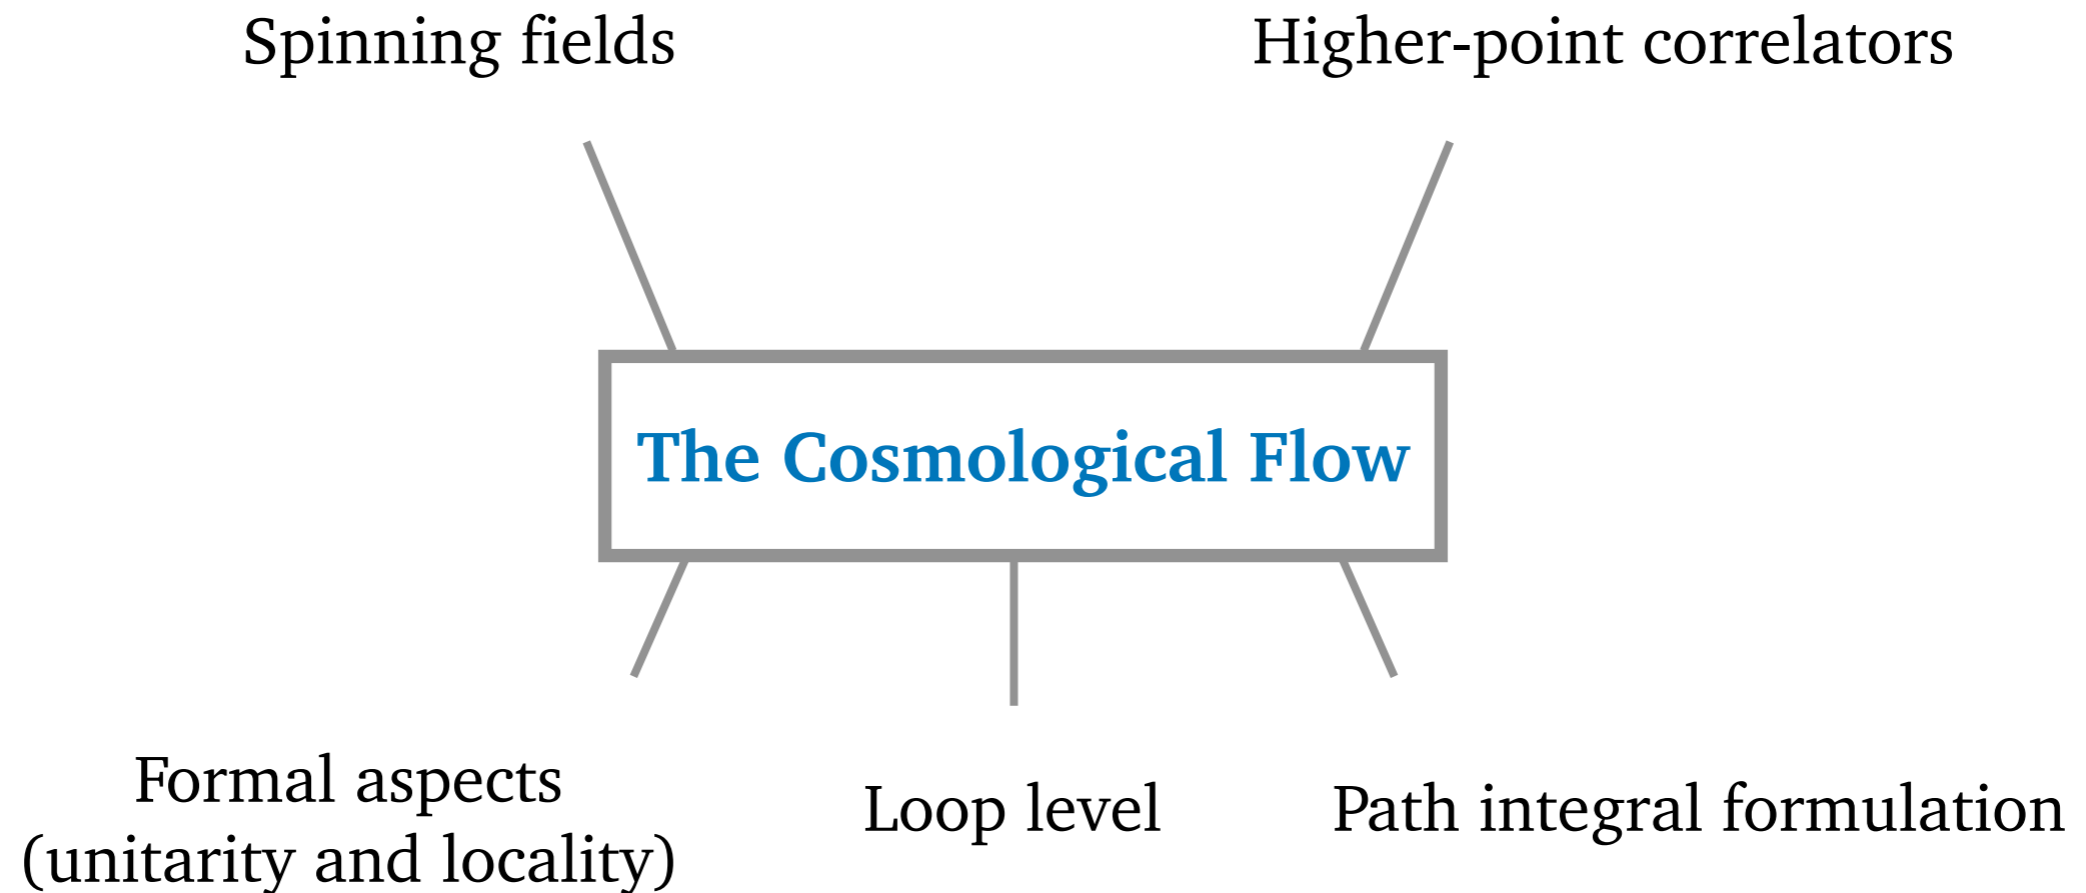 Spinning fields
Higher-point correlators
The Cosmological Flow
Formal aspects
(unitarity and locality)
Loop level
Path integral formulation